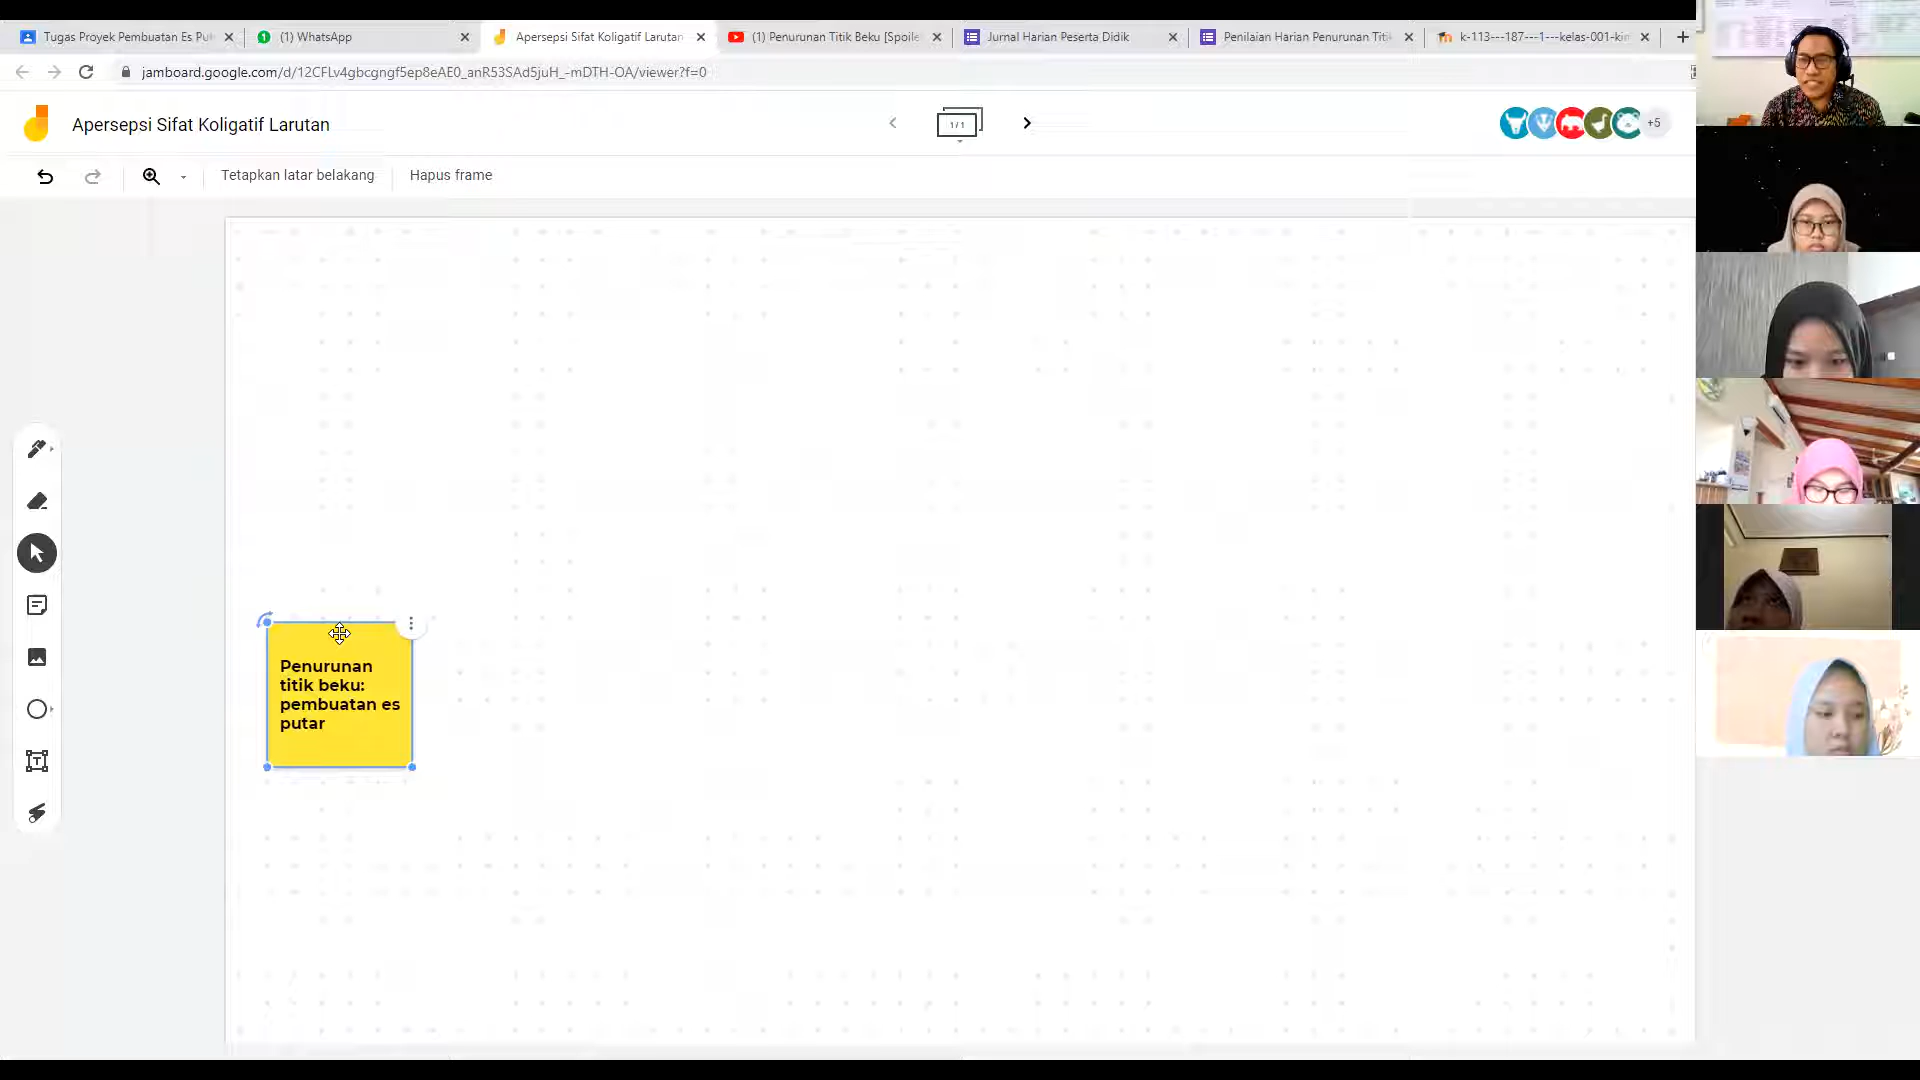 Tugas Proyek Pembuatan Es Put
(1) WhatsApp
Apersepsi Sifat Koligatif Larutan
(1) Penurunan Titik Beku [Spoile
Jurnal Harian Peserta Didik
Penilaian Harian Penurunan Titi
k-113---187---1---kelas-001-kim
jamboard.google.com/d/12CFLv4gbcgngf5ep8eAE0_anR53SAd5juH_-mDTH-OA/viewer?f=0
Apersepsi Sifat Koligatif Larutan
1/1
+5
Tetapkan latar belakang
Hapus frame
Penurunan
titik beku:
pembuatan es
putar